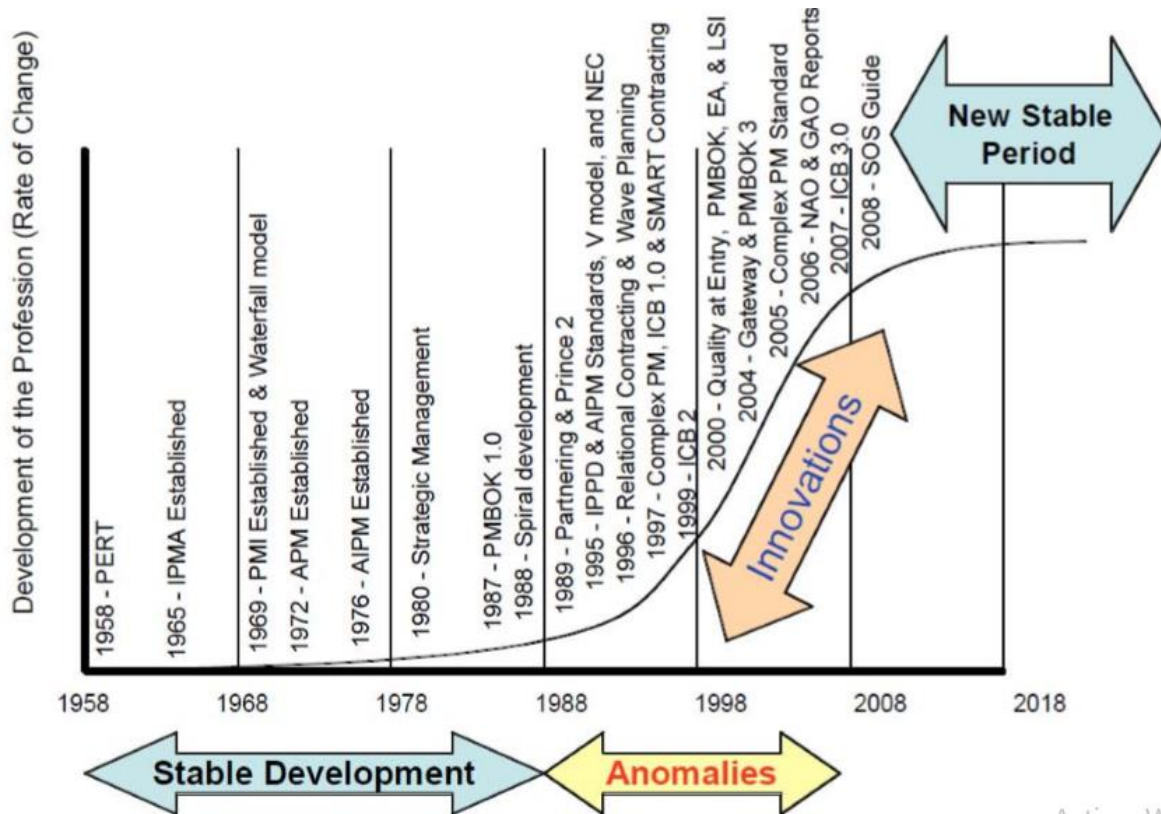 Development of the Profession (Rate of Change)
1958 - PERT
1965 - IPMA Established
1969 - PMI Established & Waterfall model
1972 - APM Established
1976 - AIPM Established
1980 - Strategic Management
1987 - PMBOK 1.0
1988 - Spiral development
1989 - Partnering & Prince 2
1995 - IPPD & AIPM Standards, V model, and NEC
1996 - Relational Contracting & Wave Planning
1997 - Complex PM, ICB 1.0 & SMART Contracting
1999 - ICB 2
2000 - Quality at Entry, PMBOK, EA, & LSI
2004 - Gateway & PMBOK 3
2005 - Complex PM Standard
2006 - NAO & GAO Reports
2007 - ICB 3.0
2008 - SOS Guide
New Stable
Period
Innovations
1958 1968 1978 1988 1998 2008 2018
Stable Development
Anomalies